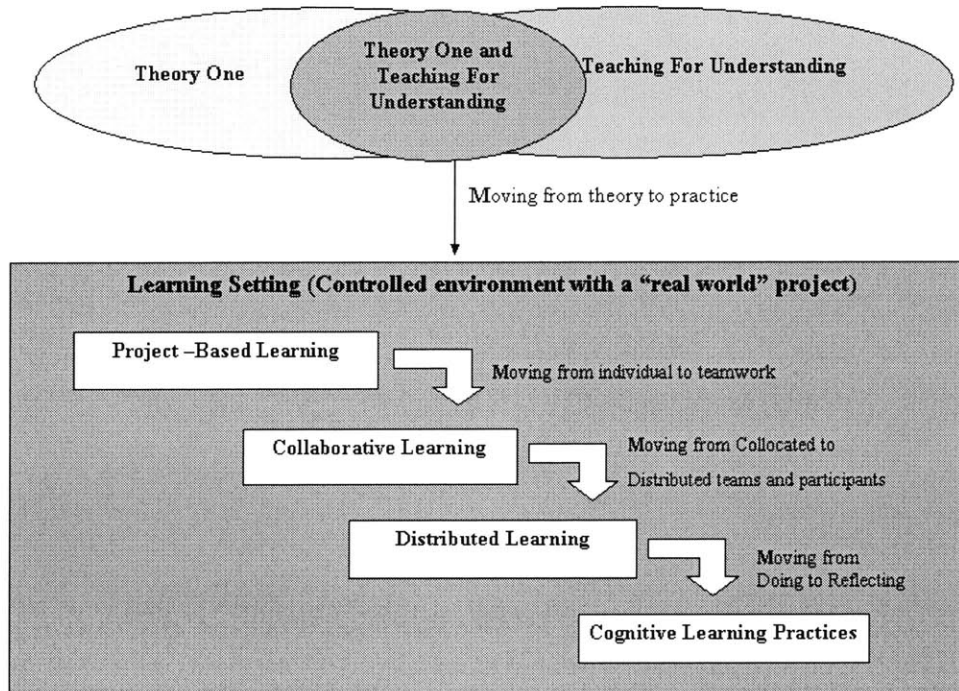 Theory One
Theory One and
Teaching For
Understanding
Teaching For Understanding
Moving from theory to practice
Learning Setting (Controlled environment with a “real world” project)
Project –Based Learning
Moving from individual to teamwork
Collaborative Learning
Moving from Collocated to
Distributed teams and participants
Distributed Learning
Moving from
Doing to Reflecting
Cognitive Learning Practices